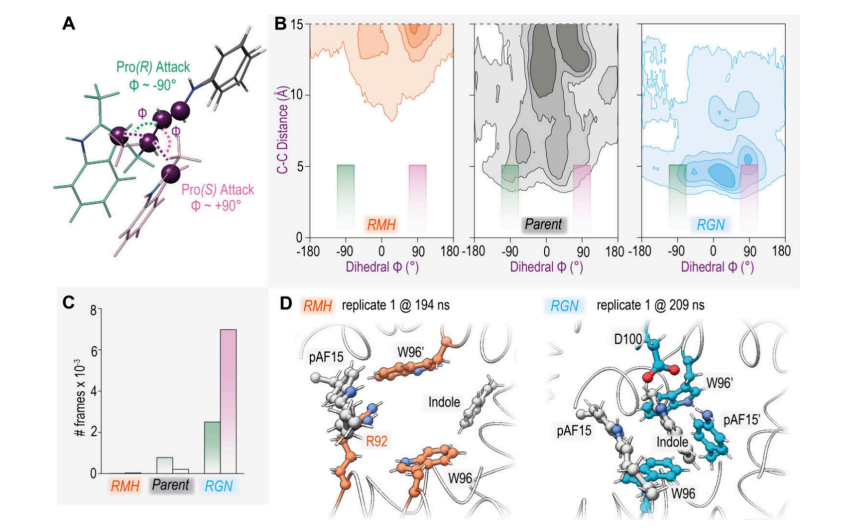 A
Pro(R) Attack
Φ ~ -90°
Φ
Φ
Pro(S) Attack
Φ ~ +90°
B
C-C Distance (Å)
15
10
5
0
-180 -90 0 90 180
RMH
Dihedral Φ (°)
-180 -90 0 90 180
Parent
Dihedral Φ (°)
-180 -90 0 90 180
RGN
Dihedral Φ (°)
C
# frames x 10⁻³
8
6
4
2
0
RMH Parent RGN
D
RMH replicate 1 @ 194 ns
pAF15
W96'
Indole
R92
W96
RGN replicate 1 @ 209 ns
D100
W96'
pAF15
pAF15'
Indole
W96